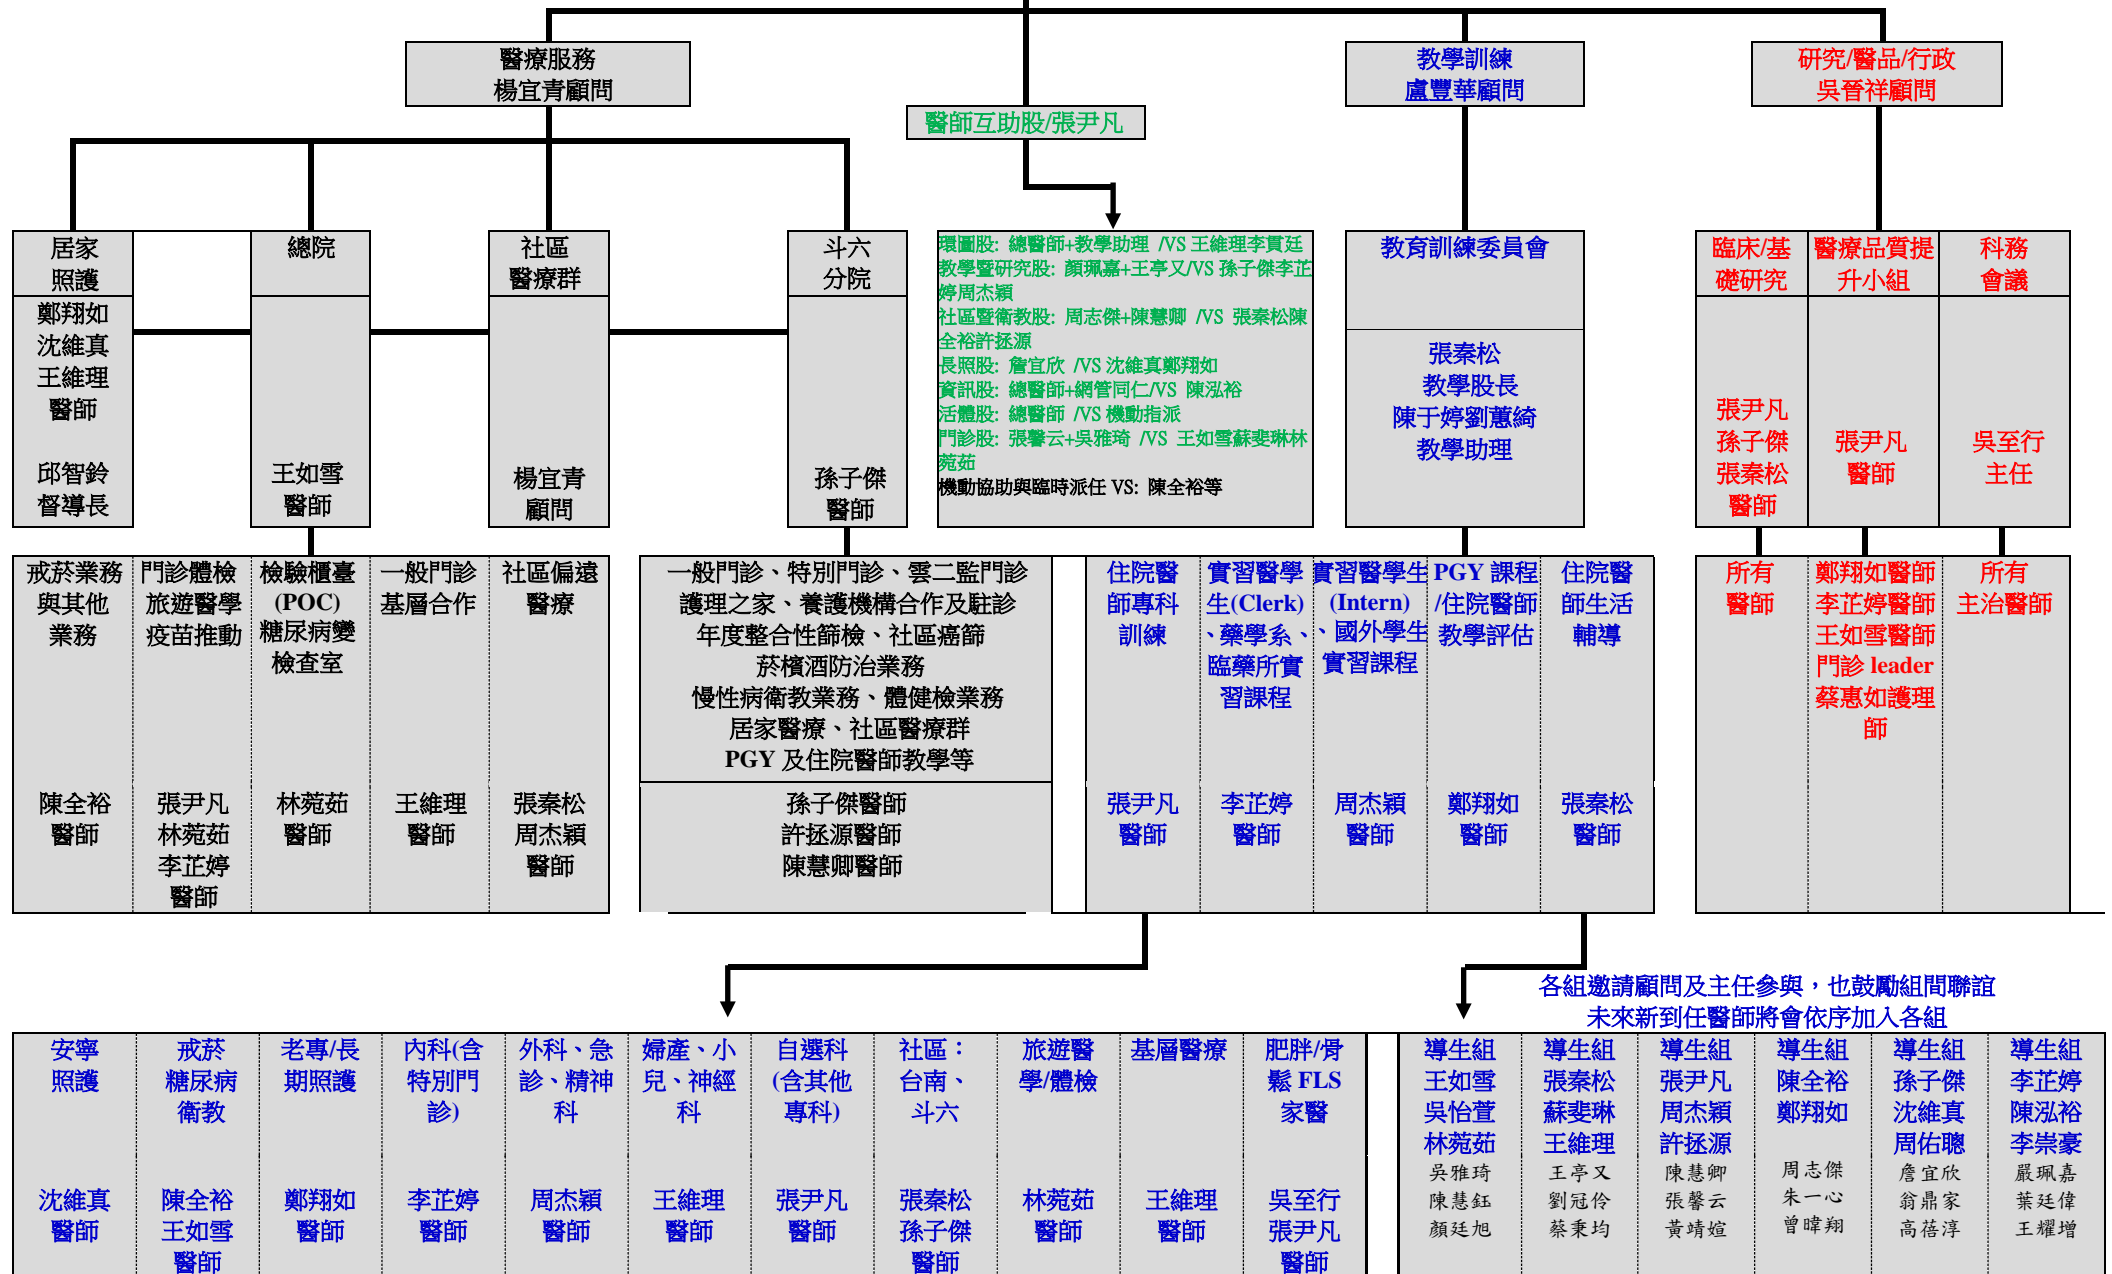 醫療服務
楊宜青顧問
教學訓練
盧豐華顧問
研究/醫品/行政
吳晉祥顧問
醫師互助股/張尹凡
居家
照護
鄭翔如
沈維真
王維理
醫師
邱智鈴
督導長
總院
王如雪
醫師
社區
醫療群
楊宜青
顧問
斗六
分院
孫子傑
醫師
環圖股: 總醫師+教學助理 /VS 王維理李貫廷
教學暨研究股: 顏珮嘉+王亭又/VS 孫子傑李芷
婷周杰穎
社區暨衛教股: 周志傑+陳慧卿 /VS 張秦松陳
全裕許拯源
長照股: 詹宜欣 /VS 沈維真鄭翔如
資訊股: 總醫師+網管同仁/VS 陳泓裕
活體股: 總醫師 /VS 機動指派
門診股: 張馨云+吳雅琦 /VS 王如雪蘇斐琳林
菀茹
機動協助與臨時派任 VS: 陳全裕等
教育訓練委員會
張秦松
教學股長
陳于婷劉蕙綺
教學助理
臨床/基
礎研究
張尹凡
孫子傑
張秦松
醫師
醫療品質提
升小組
張尹凡
醫師
科務
會議
吳至行
主任
戒菸業務
與其他
業務
陳全裕
醫師
門診體檢
旅遊醫學
疫苗推動
張尹凡
林菀茹
李芷婷
醫師
檢驗櫃臺
(POC)
糖尿病變
檢查室
林菀茹
醫師
一般門診
基層合作
王維理
醫師
社區偏遠
醫療
張秦松
周杰穎
醫師
一般門診、特別門診、雲二監門診
護理之家、養護機構合作及駐診
年度整合性篩檢、社區癌篩
菸檳酒防治業務
慢性病衛教業務、體健檢業務
居家醫療、社區醫療群
PGY 及住院醫師教學等
孫子傑醫師
許拯源醫師
陳慧卿醫師
住院醫
師專科
訓練
張尹凡
醫師
實習醫學
生(Clerk)
、藥學系、
臨藥所實
習課程
李芷婷
醫師
實習醫學生
(Intern)
、國外學生
實習課程
周杰穎
醫師
PGY 課程
/住院醫師
教學評估
鄭翔如
醫師
住院醫
師生活
輔導
張秦松
醫師
所有
醫師
鄭翔如醫師
李芷婷醫師
王如雪醫師
門診 leader
蔡惠如護理
師
所有
主治醫師
各組邀請顧問及主任參與，也鼓勵組間聯誼
未來新到任醫師將會依序加入各組
安寧
照護
沈維真
醫師
戒菸
糖尿病
衛教
陳全裕
王如雪
醫師
老專/長
期照護
鄭翔如
醫師
內科(含
特別門
診)
李芷婷
醫師
外科、急
診、精神
科
周杰穎
醫師
婦產、小
兒、神經
科
王維理
醫師
自選科
(含其他
專科)
張尹凡
醫師
社區：
台南、
斗六
張秦松
孫子傑
醫師
旅遊醫
學/體檢
林菀茹
醫師
基層醫療
王維理
醫師
肥胖/骨
鬆 FLS
家醫
吳至行
張尹凡
醫師
導生組
王如雪
吳怡萱
林菀茹
吳雅琦
陳慧鈺
顏廷旭
導生組
張秦松
蘇斐琳
王維理
王亭又
劉冠伶
蔡秉均
導生組
張尹凡
周杰穎
許拯源
陳慧卿
張馨云
黃靖媗
導生組
陳全裕
鄭翔如
周志傑
朱一心
曾暐翔
導生組
孫子傑
沈維真
周佑聰
詹宜欣
翁鼎家
高蓓淳
導生組
李芷婷
陳泓裕
李崇豪
嚴珮嘉
葉廷偉
王耀增